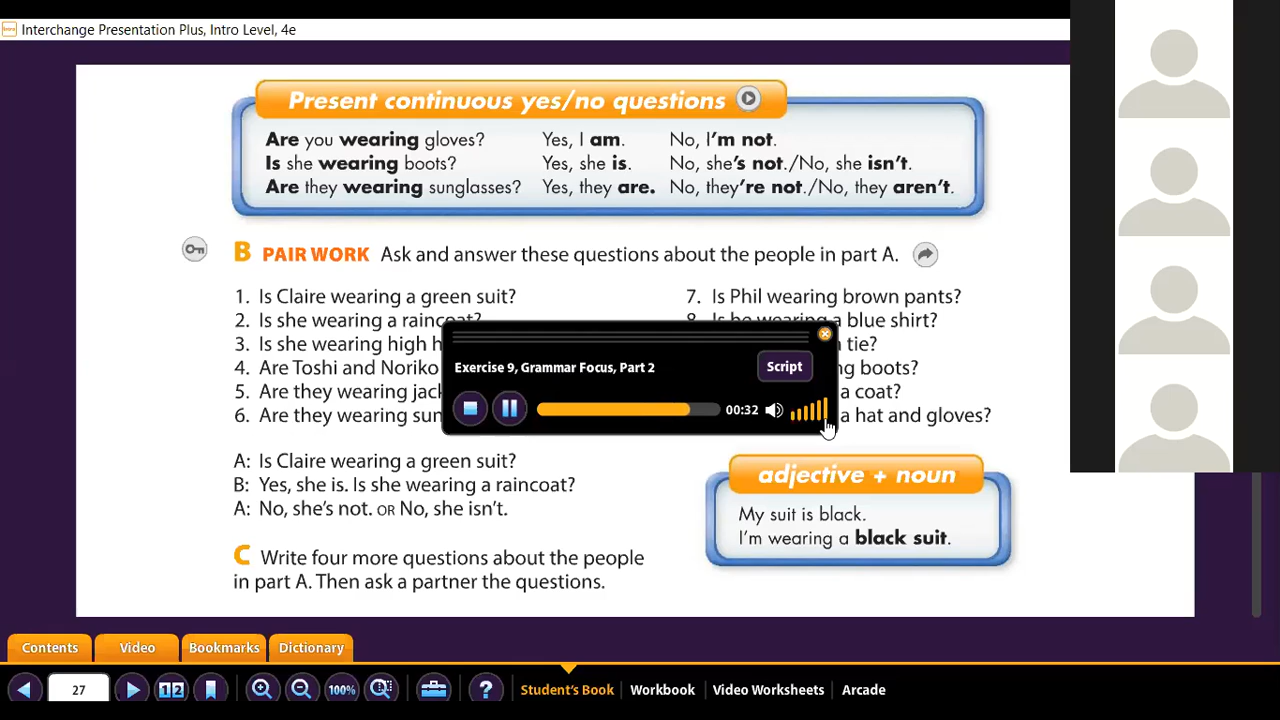 Interchange Presentation Plus, Intro Level, 4e
Present continuous yes/no questions
Are you wearing gloves? Yes, I am. No, I'm not.
Is she wearing boots? Yes, she is. No, she's not./No, she isn't.
Are they wearing sunglasses? Yes, they are. No, they're not./No, they aren't.
B PAIR WORK Ask and answer these questions about the people in part A.
1. Is Claire wearing a green suit?
2. Is she wearing a raincoat?
3. Is she wearing high
4. Are Toshi and Noriko
5. Are they wearing
6. Are they wearing
7. Is Phil wearing brown pants?
8. Is he wearing a blue shirt?
tie?
boots?
a coat?
a hat and gloves?
Exercise 9, Grammar Focus, Part 2
Script
00:32
A: Is Claire wearing a green suit?
B: Yes, she is. Is she wearing a raincoat?
A: No, she's not. OR No, she isn't.
C Write four more questions about the people
in part A. Then ask a partner the questions.
adjective + noun
My suit is black.
I'm wearing a black suit.
Contents Video Bookmarks Dictionary
27 12 100% ? Student's Book Workbook Video Worksheets Arcade